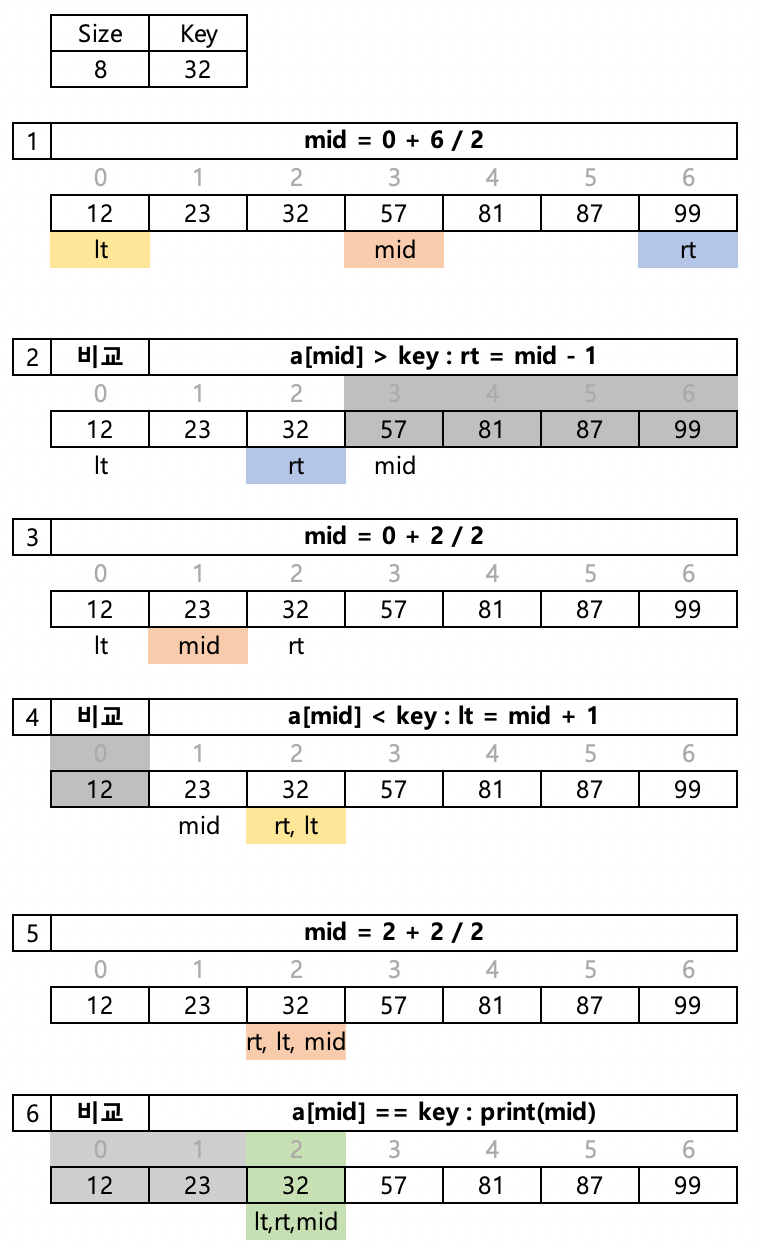 Size Key
8 32
1 mid = 0 + 6 / 2
0 1 2 3 4 5 6
12 23 32 57 81 87 99
lt mid rt
2 비교 a[mid] > key : rt = mid - 1
0 1 2 3 4 5 6
12 23 32 57 81 87 99
lt rt mid
3 mid = 0 + 2 / 2
0 1 2 3 4 5 6
12 23 32 57 81 87 99
lt mid rt
4 비교 a[mid] < key : lt = mid + 1
0 1 2 3 4 5 6
12 23 32 57 81 87 99
mid rt, lt
5 mid = 2 + 2 / 2
0 1 2 3 4 5 6
12 23 32 57 81 87 99
rt, lt, mid
6 비교 a[mid] == key : print(mid)
0 1 2 3 4 5 6
12 23 32 57 81 87 99
lt,rt,mid